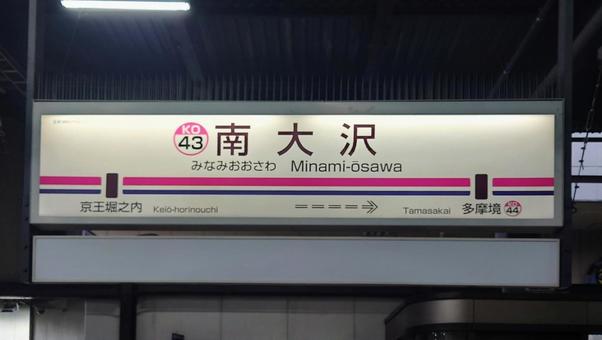 KO
43
南大沢
みなみおおさわ Minami-ōsawa
京王堀之内 Keiō-horinouchi
Tamasakai 多摩境
KO
44